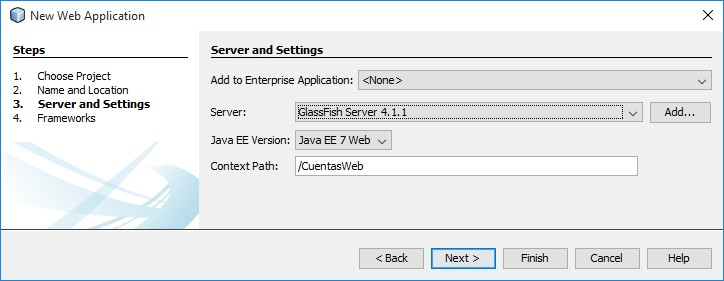 New Web Application
Steps
1. Choose Project
2. Name and Location
3. Server and Settings
4. Frameworks
Server and Settings
Add to Enterprise Application: <None>
Server: GlassFish Server 4.1.1 Add...
Java EE Version: Java EE 7 Web
Context Path: /CuentasWeb
< Back Next > Finish Cancel Help